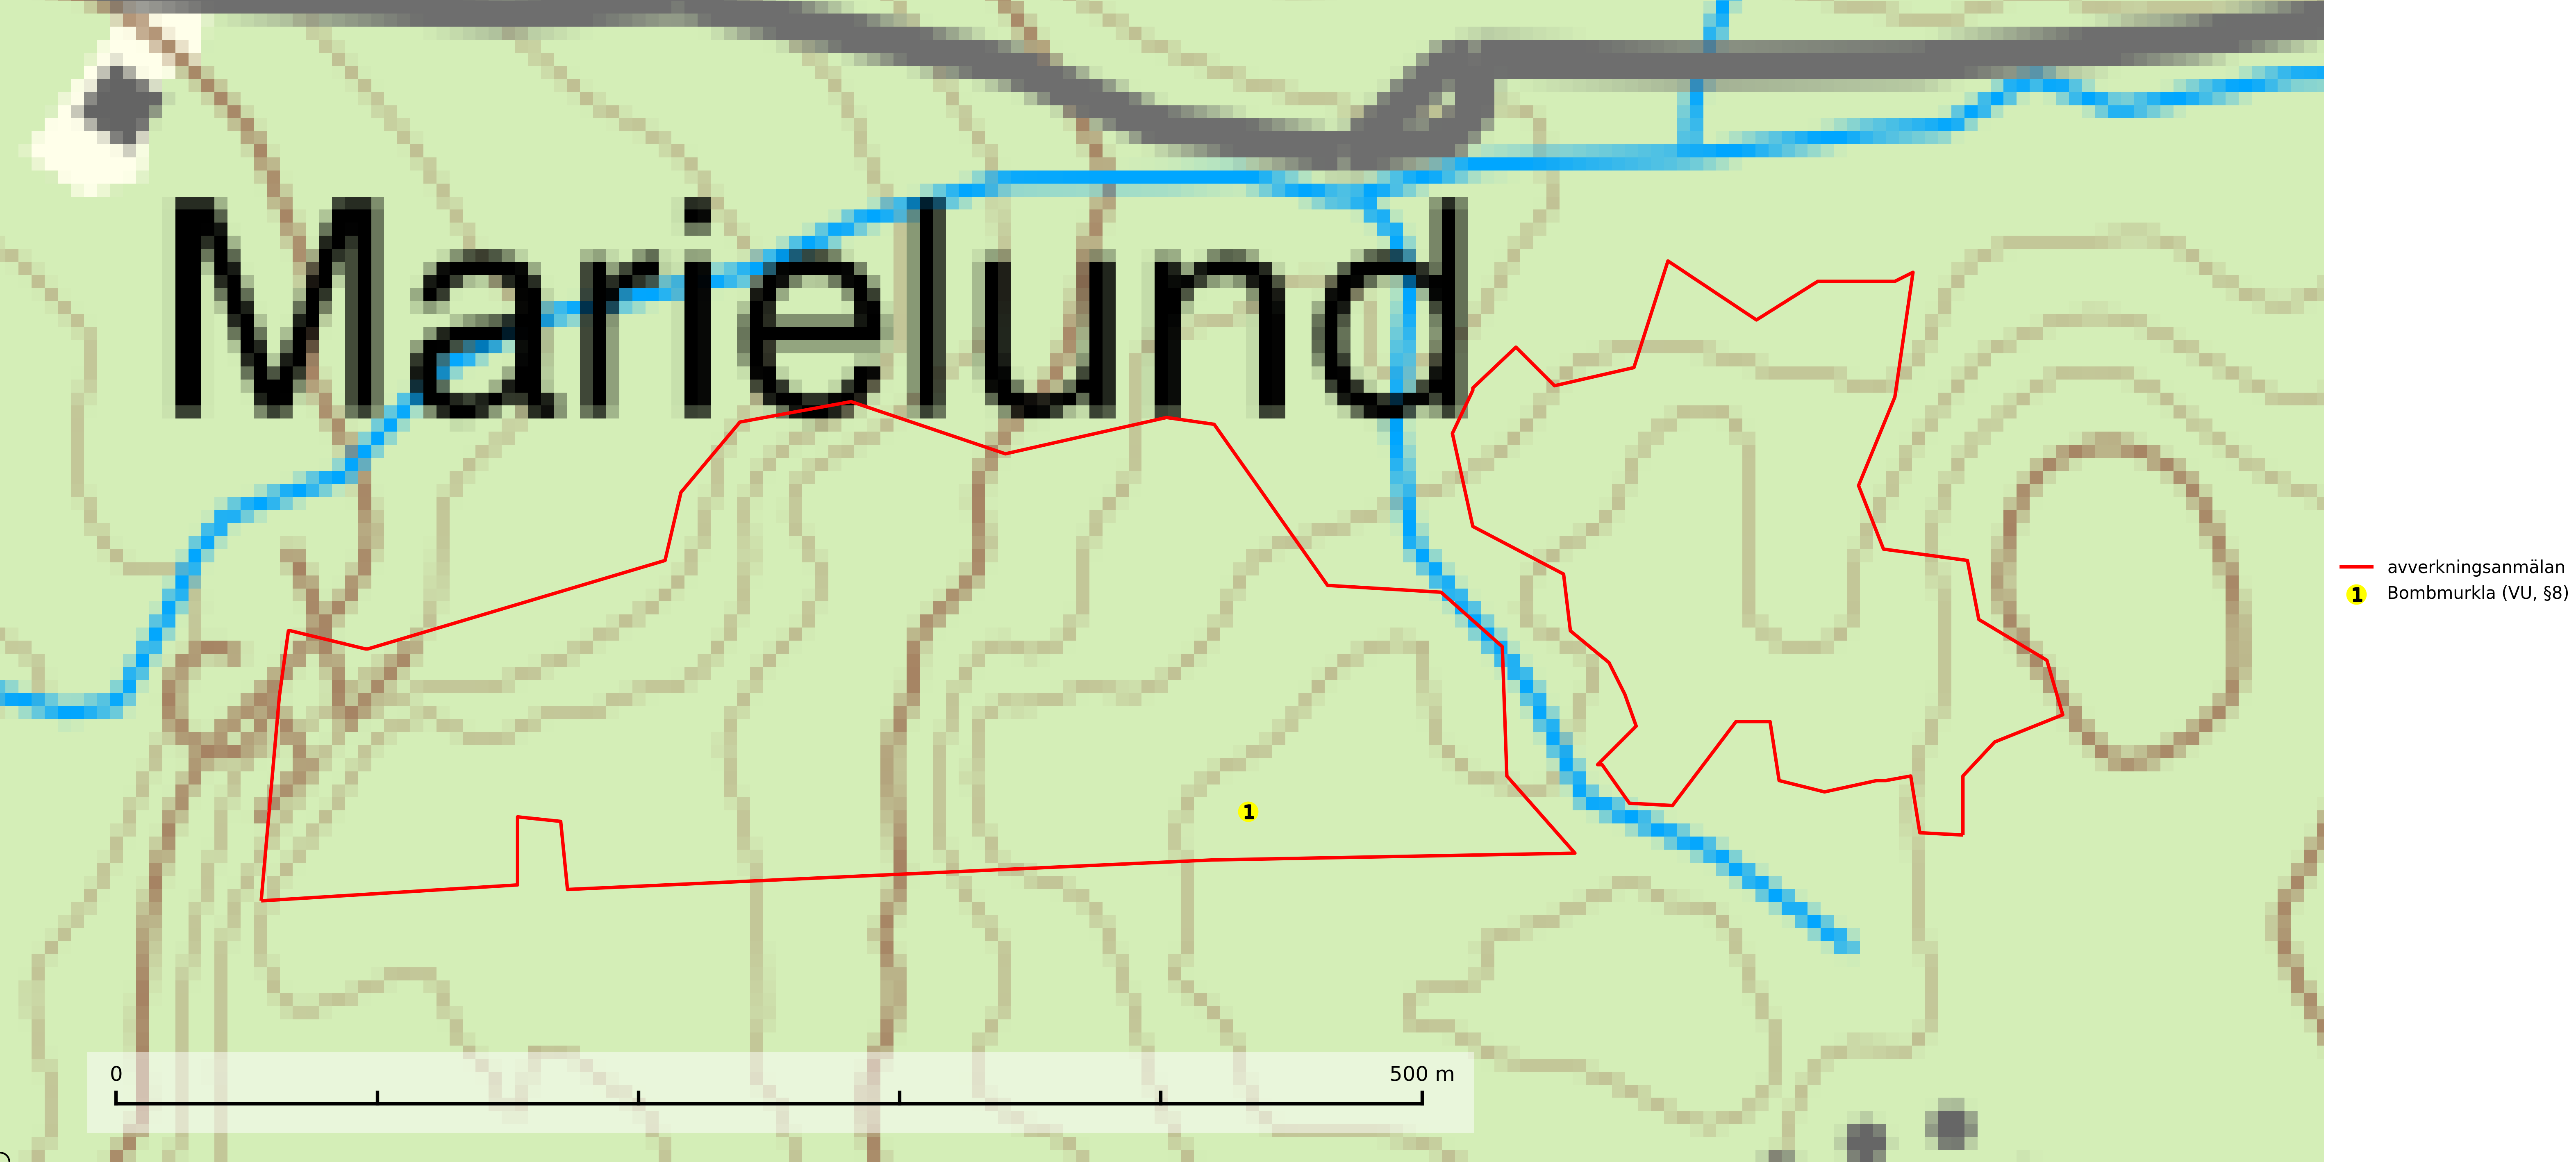 Marielund
avverkningsanmälan
1 Bombmurkla (VU, §8)
1
0 500 m